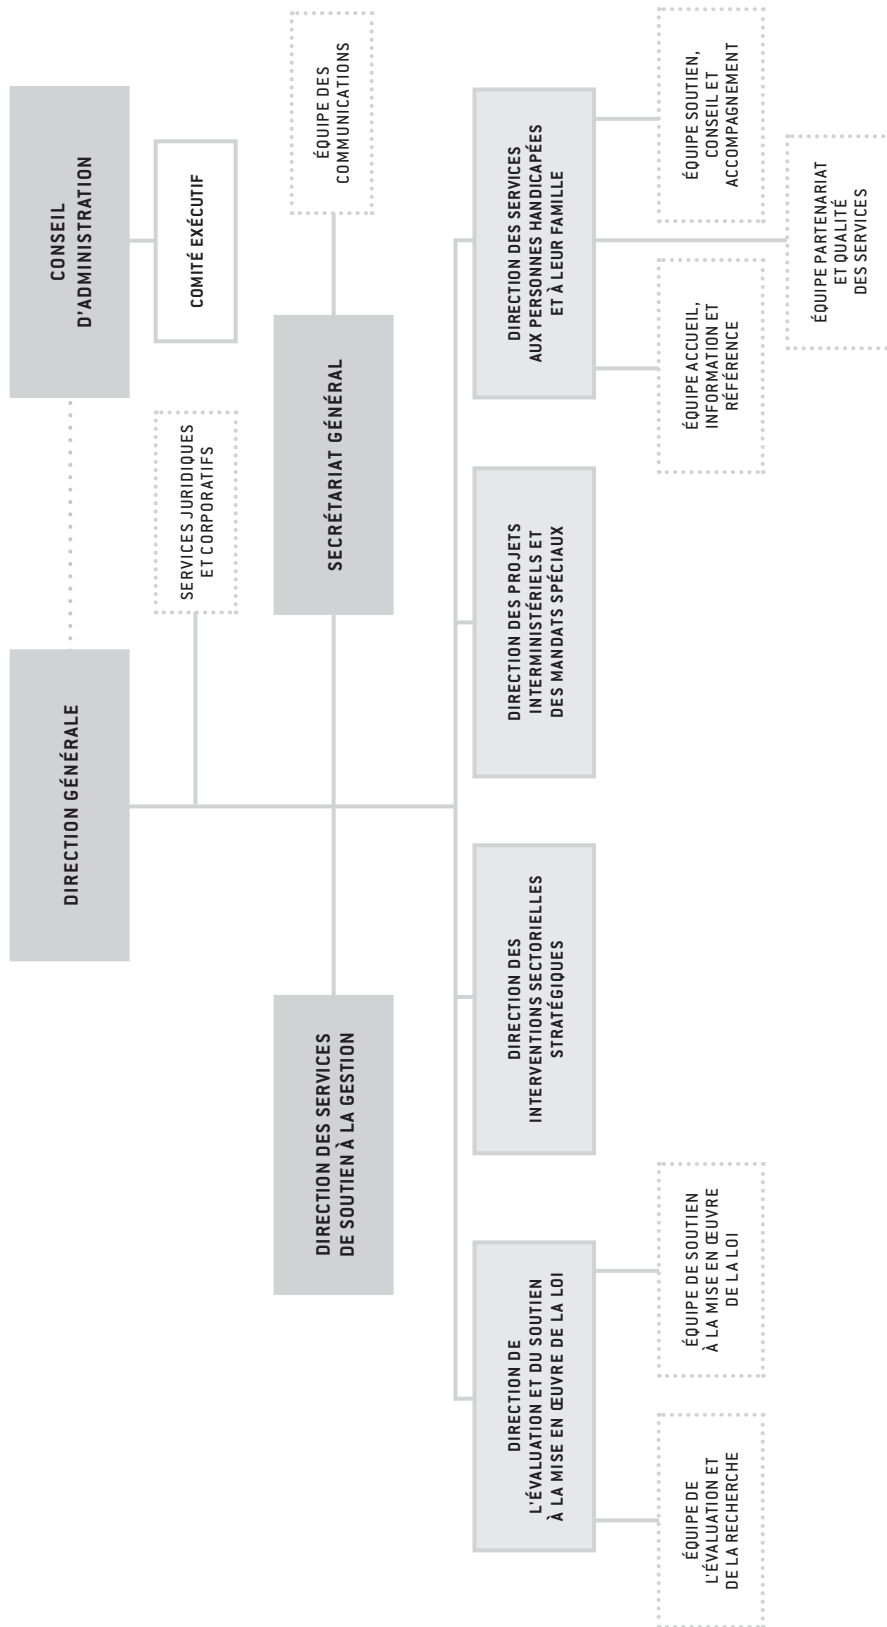 DIRECTION GÉNÉRALE
CONSEIL
D'ADMINISTRATION
SERVICES JURIDIQUES
ET CORPORATIFS
COMITÉ EXÉCUTIF
DIRECTION DES SERVICES
DE SOUTIEN À LA GESTION
SECRÉTARIAT GÉNÉRAL
ÉQUIPE DES
COMMUNICATIONS
DIRECTION DE
L'ÉVALUATION ET DU SOUTIEN
À LA MISE EN ŒUVRE DE LA LOI
DIRECTION DES
INTERVENTIONS SECTORIELLES
STRATÉGIQUES
DIRECTION DES PROJETS
INTERMINISTÉRIELS ET
DES MANDATS SPÉCIAUX
DIRECTION DES SERVICES
AUX PERSONNES HANDICAPÉES
ET À LEUR FAMILLE
ÉQUIPE DE
L'ÉVALUATION ET
DE LA RECHERCHE
ÉQUIPE DE SOUTIEN
À LA MISE EN ŒUVRE
DE LA LOI
ÉQUIPE ACCUEIL,
INFORMATION ET
RÉFÉRENCE
ÉQUIPE SOUTIEN,
CONSEIL ET
ACCOMPAGNEMENT
ÉQUIPE PARTENARIAT
ET QUALITÉ
DES SERVICES